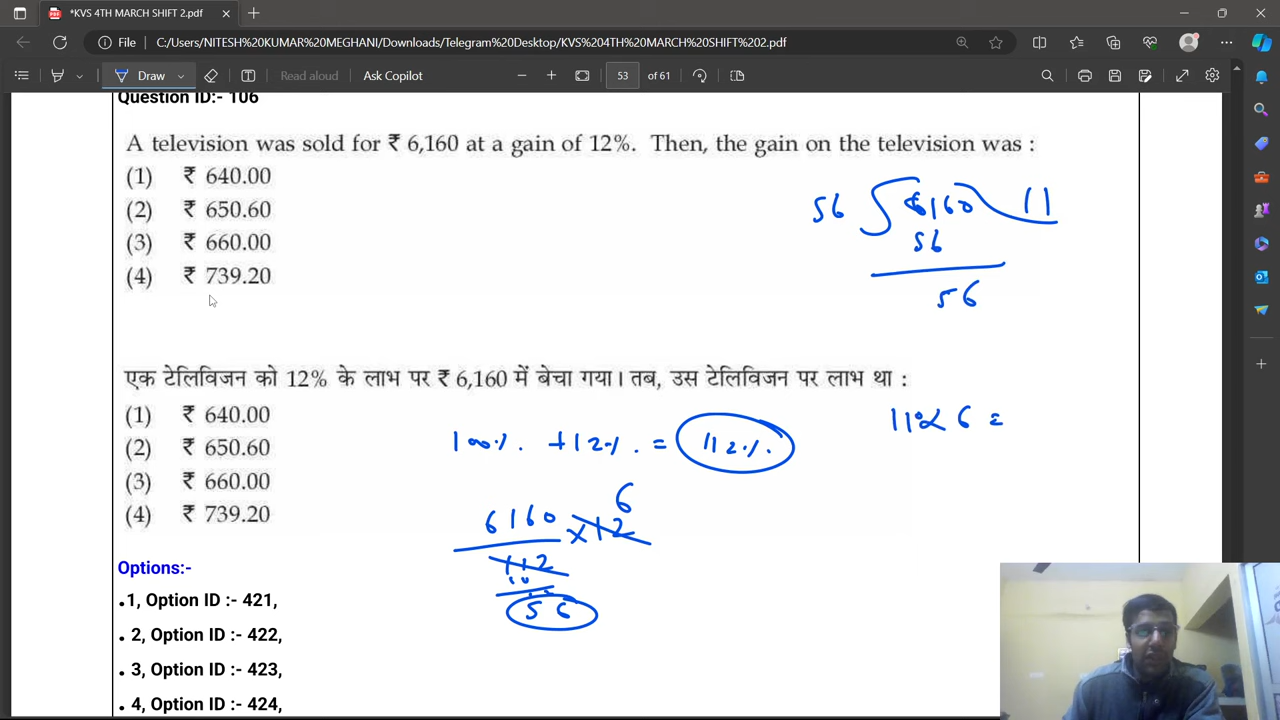 *KVS 4TH MARCH SHIFT 2.pdf
File C:/Users/NITESH%20KUMAR%20MEGHANI/Downloads/Telegram%20Desktop/KVS%204TH%20MARCH%20SHIFT%202.pdf
Draw Read aloud Ask Copilot 53 of 61
Question ID:- 106
A television was sold for ₹ 6,160 at a gain of 12%. Then, the gain on the television was :
(1) ₹ 640.00
(2) ₹ 650.60
(3) ₹ 660.00
(4) ₹ 739.20
56 6160 11
56
56
एक टेलिविजन को 12% के लाभ पर ₹ 6,160 में बेचा गया। तब, उस टेलिविजन पर लाभ था :
(1) ₹ 640.00
(2) ₹ 650.60
(3) ₹ 660.00
(4) ₹ 739.20
100% + 12% = 112%
110 x 6 =
6
6160 x 12
112
56
Options:-
.1, Option ID :- 421,
. 2, Option ID :- 422,
. 3, Option ID :- 423,
. 4, Option ID :- 424,